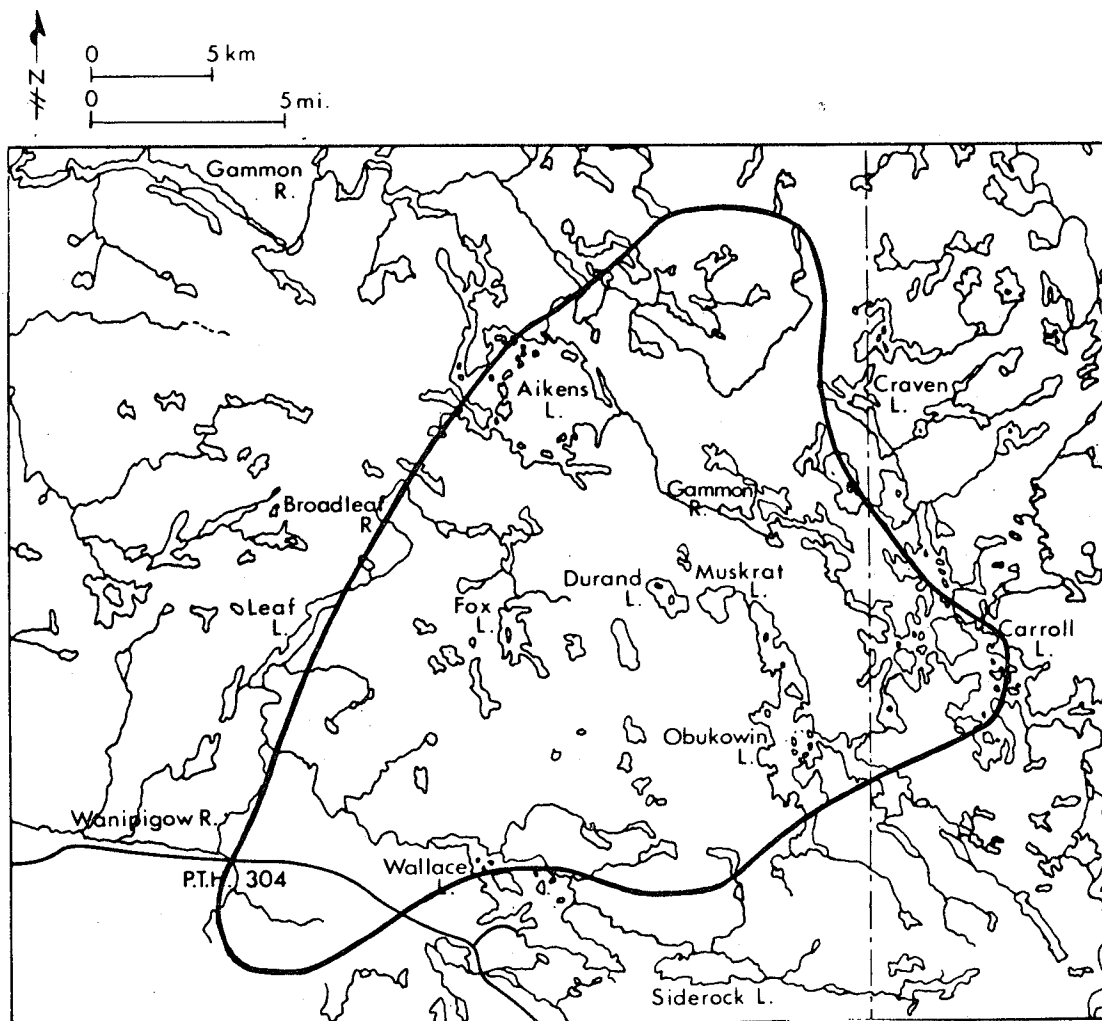 0 5 km
N
0 5 mi.
Gammon
R.
Aikens
L.
Craven
L.
Gammon
R.
Broadleaf
R.
Durand
L.
Muskrat
L.
Leaf
L.
Fox
L.
Carroll
L.
Obukowin
L.
Wanipigow R.
Wallace
L.
P.T.H. 304
Siderock L.